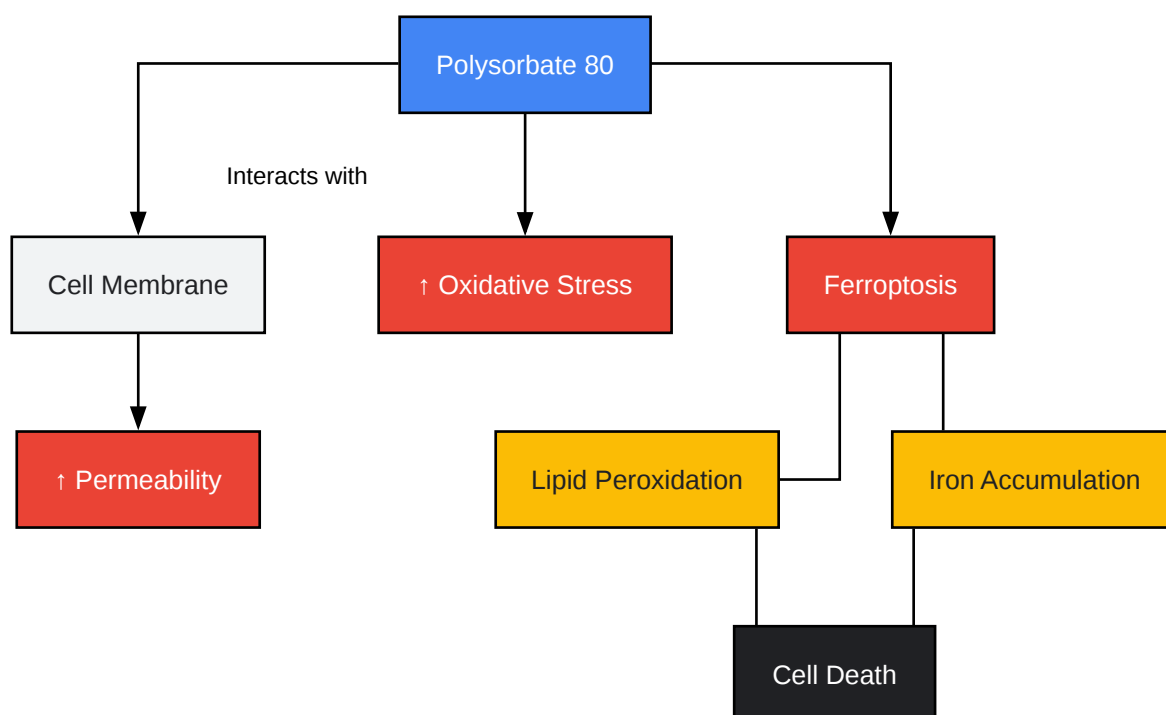 Polysorbate 80
Interacts with
Cell Membrane
↑ Oxidative Stress
Ferroptosis
↑ Permeability
Lipid Peroxidation
Iron Accumulation
Cell Death